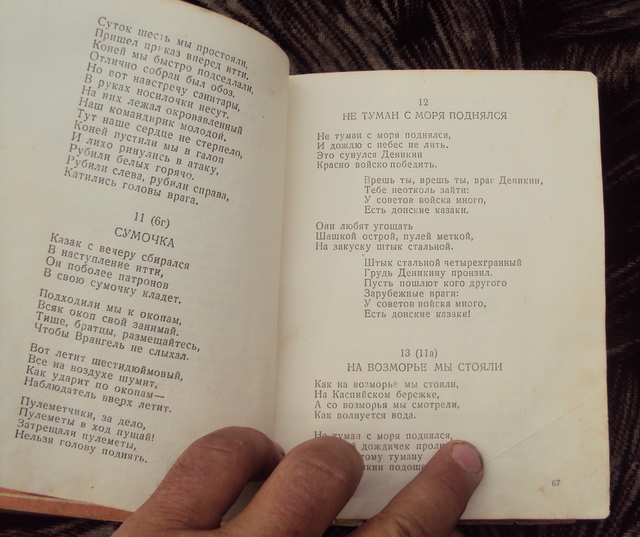 Суток шесть мы простояли,
Пришел приказ вперед итти.
Коней мы быстро подседлали,
Отлично собран был обоз.
Но вот навстречу санитары,
В руках носилочки несут.
На них лежал окровавленный
Наш командирик молодой.
Тут наше сердце не стерпело,
Коней пустили мы в галоп
И лихо ринулись в атаку,
Рубили белых горячо.
Рубили слева, рубили справа,
Катились головы врага.
11 (6г)
СУМОЧКА
Казак с вечеру сбирался
В наступление итти,
Он поболее патронов
В свою сумочку кладет.
Подходили мы к окопам,
Всяк окоп свой занимай.
Тише, братцы, размещайтесь,
Чтобы Врангель не слыхал.
Вот летит шестидюймовый,
Все на воздухе шумит,
Как ударит по окопам—
Наблюдатель вверх летит.
Пулеметчики, за дело,
Пулеметы в ход пущай!
Затрещали пулеметы,
Нельзя голову поднять.
12
НЕ ТУМАН С МОРЯ ПОДНЯЛСЯ
Не туман с моря поднялся,
И дождю с небес не лить.
Это сунулся Деникин
Красно войско победить.
Врешь ты, врешь ты, враг Деникин,
Тебе неотколь зайти:
У советов войска много,
Есть донские казаки.
Они любят угощать
Шашкой острой, пулей меткой,
На закуску штык стальной.
Штык стальной четырехгранный
Грудь Деникину пронзил.
Пусть пошлют кого другого
Зарубежные враги:
У советов войска много,
Есть донские казаки!
13 (11а)
НА ВОЗМОРЬЕ МЫ СТОЯЛИ
Как на возморье мы стояли,
На Каспийском бережке,
А со возморья мы смотрели,
Как волнуется вода.
Не туман с моря поднялся,
дождичек
тому туману
67